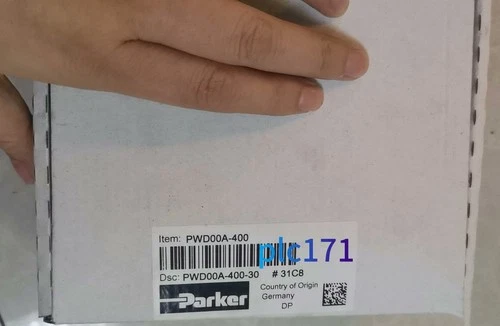 Item: PWD00A-400
plc171
Dsc: PWD00A-400-30 # 31C8
Parker
Country of Origin
Germany
DP